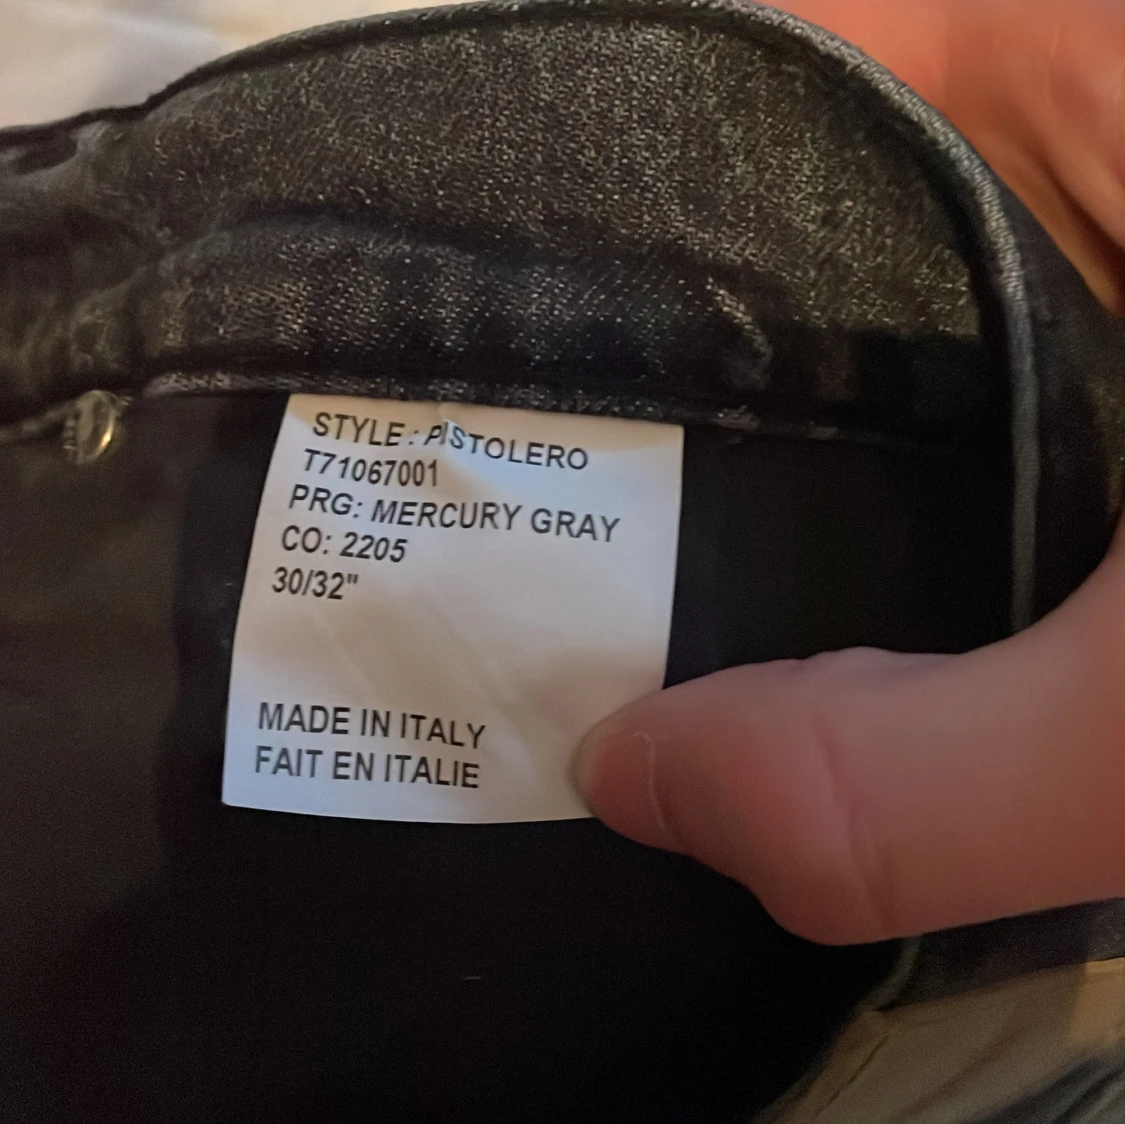 STYLE : PISTOLERO
T71067001
PRG: MERCURY GRAY
CO: 2205
30/32"
MADE IN ITALY
FAIT EN ITALIE